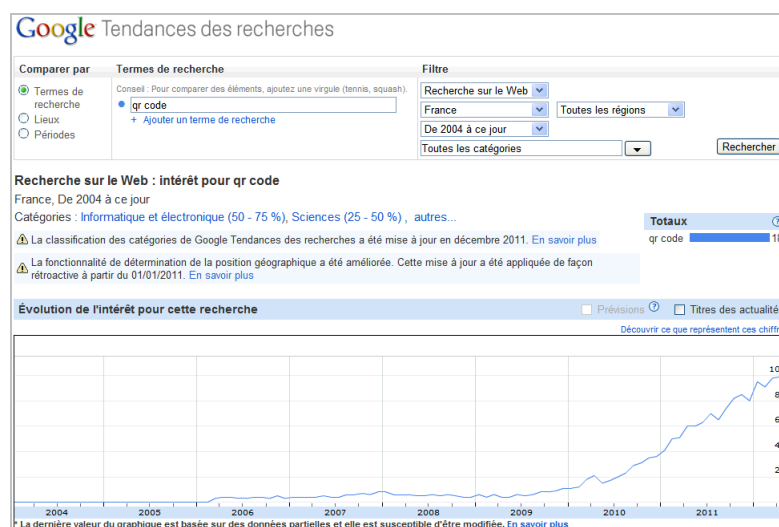 Google Tendances des recherches
Comparer par Termes de recherche Filtre
Termes de recherche
Lieux
Périodes
Conseil : Pour comparer des éléments, ajoutez une virgule (tennis, squash).
qr code
+ Ajouter un terme de recherche
Recherche sur le Web
France Toutes les régions
De 2004 à ce jour
Toutes les catégories
Rechercher
Recherche sur le Web : intérêt pour qr code
France, De 2004 à ce jour
Catégories : Informatique et électronique (50 - 75 %), Sciences (25 - 50 %) , autres...
Totaux
qr code
La classification des catégories de Google Tendances des recherches a été mise à jour en décembre 2011. En savoir plus
La fonctionnalité de détermination de la position géographique a été améliorée. Cette mise à jour a été appliquée de façon
rétroactive à partir du 01/01/2011. En savoir plus
Évolution de l'intérêt pour cette recherche
Prévisions ? Titres des actualité
Découvrir ce que représentent ces chiffr
2004 2005 2006 2007 2008 2009 2010 2011
* La dernière valeur du graphique est basée sur des données partielles et elle est susceptible d'être modifiée. En savoir plus